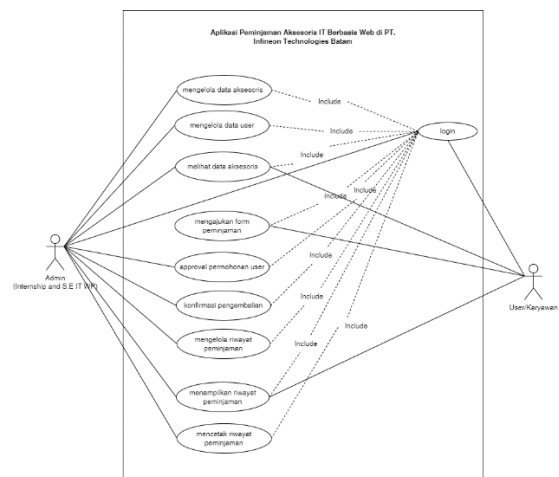 Aplikasi Peminjaman Aksesoris IT Berbasis Web di PT.
Infineon Technologies Batam
mengelola data aksesoris
Include
mengelola data user
Include
login
melihat data aksesoris
Include
mengajukan form
peminjaman
Include
Include
approval permohonan user
Include
Admin
(Internship and S.E IT WF)
konfirmasi pengembalian
Include
User/Karyawan
mengelola riwayat
peminjaman
Include
Include
menampilkan riwayat
peminjaman
Include
mencetak riwayat
peminjaman